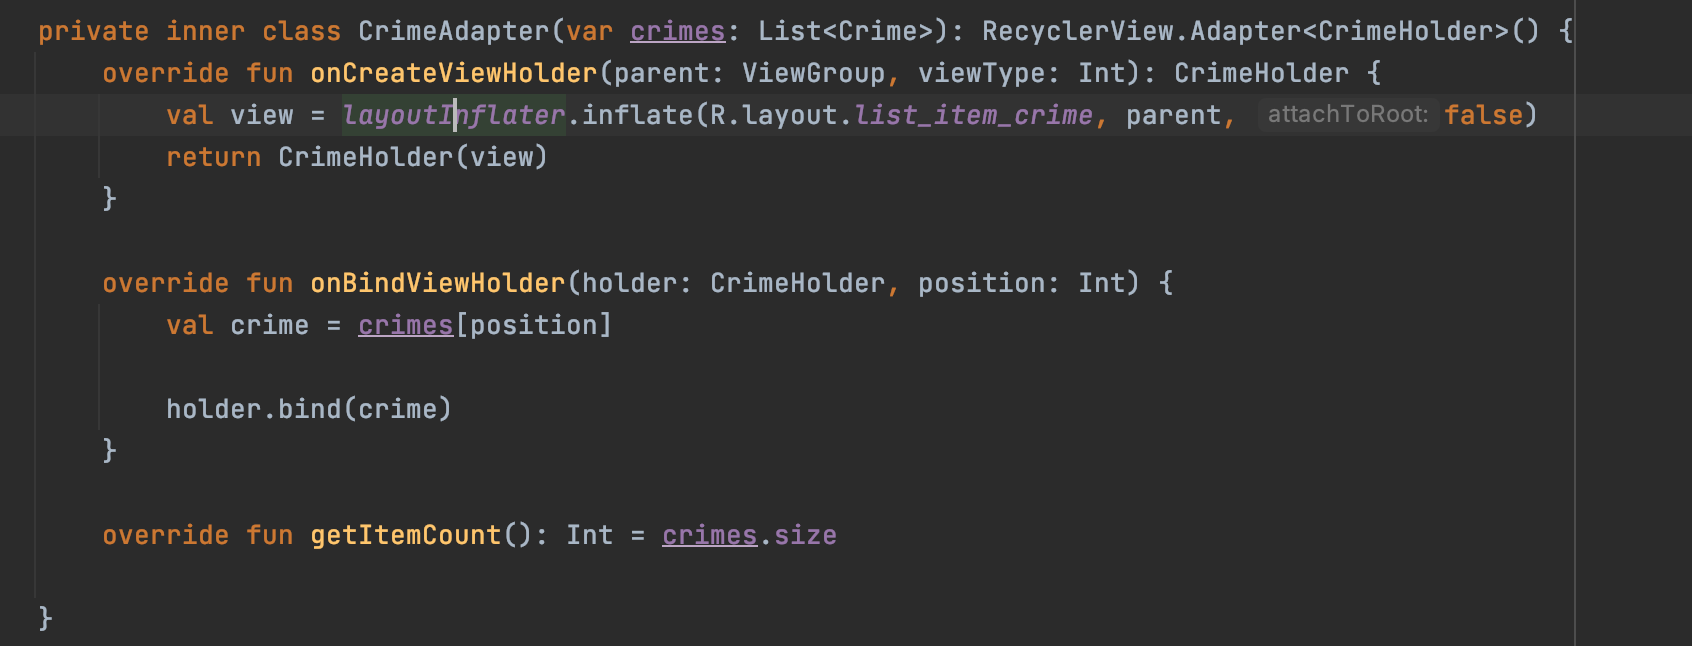 private inner class CrimeAdapter(var crimes: List<Crime>): RecyclerView.Adapter<CrimeHolder>() {
override fun onCreateViewHolder(parent: ViewGroup, viewType: Int): CrimeHolder {
val view = layoutInflater.inflate(R.layout.list_item_crime, parent, attachToRoot: false)
return CrimeHolder(view)
}
override fun onBindViewHolder(holder: CrimeHolder, position: Int) {
val crime = crimes[position]
holder.bind(crime)
}
override fun getItemCount(): Int = crimes.size
}